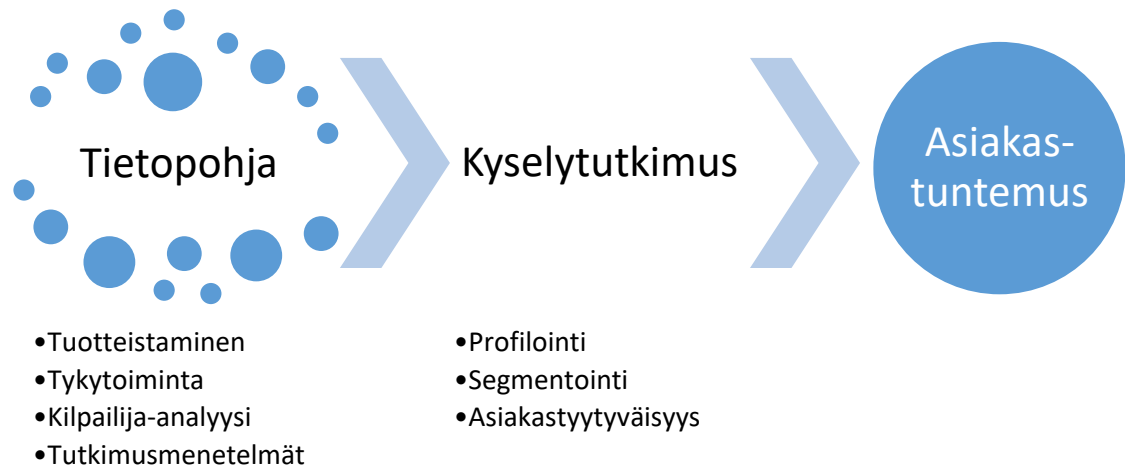 Tietopohja
Kyselytutkimus
Asiakas-
tuntemus
•Tuotteistaminen
•Tykytoiminta
•Kilpailija-analyysi
•Tutkimusmenetelmät
•Profilointi
•Segmentointi
•Asiakastyytyväisyys